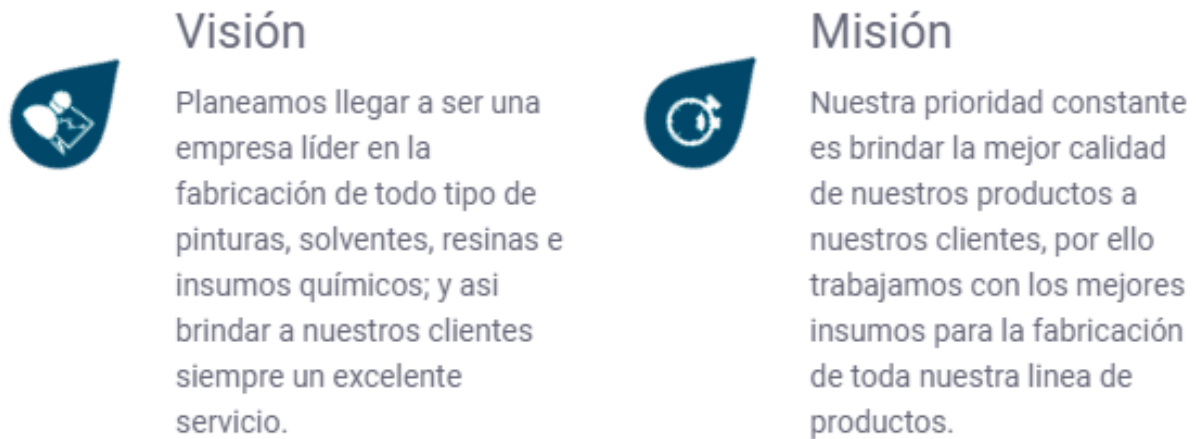 Visión
Planeamos llegar a ser una
empresa líder en la
fabricación de todo tipo de
pinturas, solventes, resinas e
insumos químicos; y asi
brindar a nuestros clientes
siempre un excelente
servicio.
Misión
Nuestra prioridad constante
es brindar la mejor calidad
de nuestros productos a
nuestros clientes, por ello
trabajamos con los mejores
insumos para la fabricación
de toda nuestra linea de
productos.